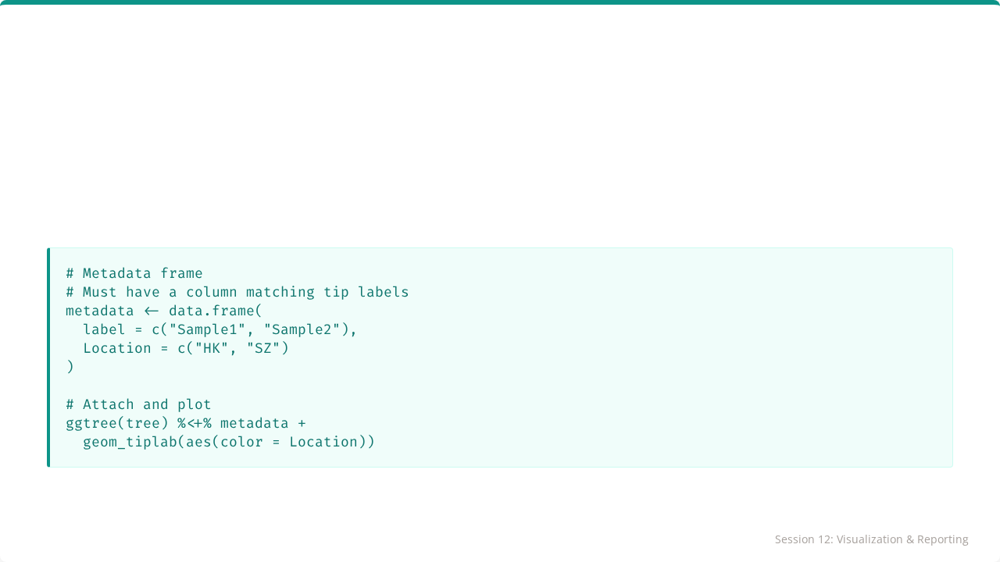 # Metadata frame
# Must have a column matching tip labels
metadata <- data.frame(
  label = c("Sample1", "Sample2"),
  Location = c("HK", "SZ")
)

# Attach and plot
ggtree(tree) %<+% metadata +
  geom_tiplab(aes(color = Location))
Session 12: Visualization & Reporting